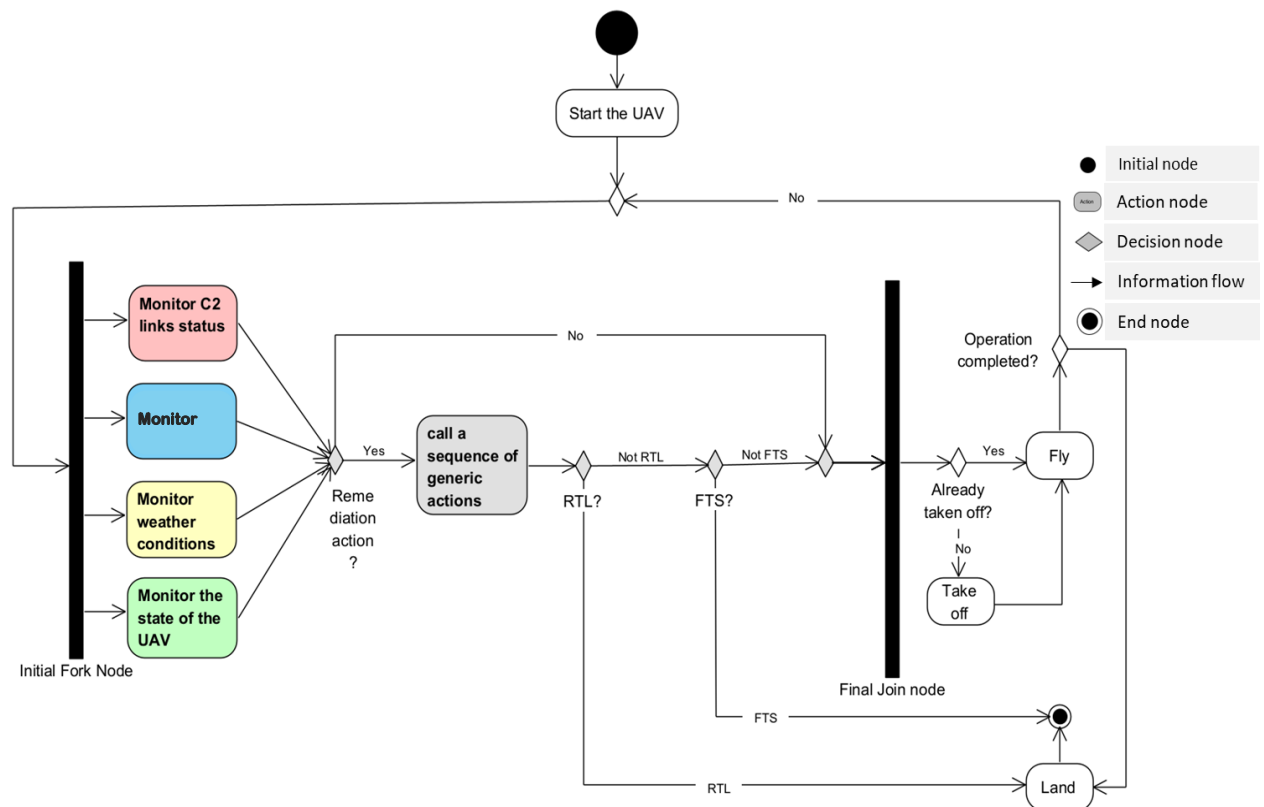 Start the UAV
Initial node
Action
Action node
Decision node
Information flow
End node
No
Monitor C2
links status
Monitor
Monitor
weather
conditions
Monitor the
state of the
UAV
Initial Fork Node
No
Yes
Reme
diation
action
?
call a
sequence of
generic
actions
Not RTL
RTL?
Not FTS
FTS?
Final Join node
Operation
completed?
Yes
Fly
Already
taken off?
No
Take
off
FTS
RTL
Land